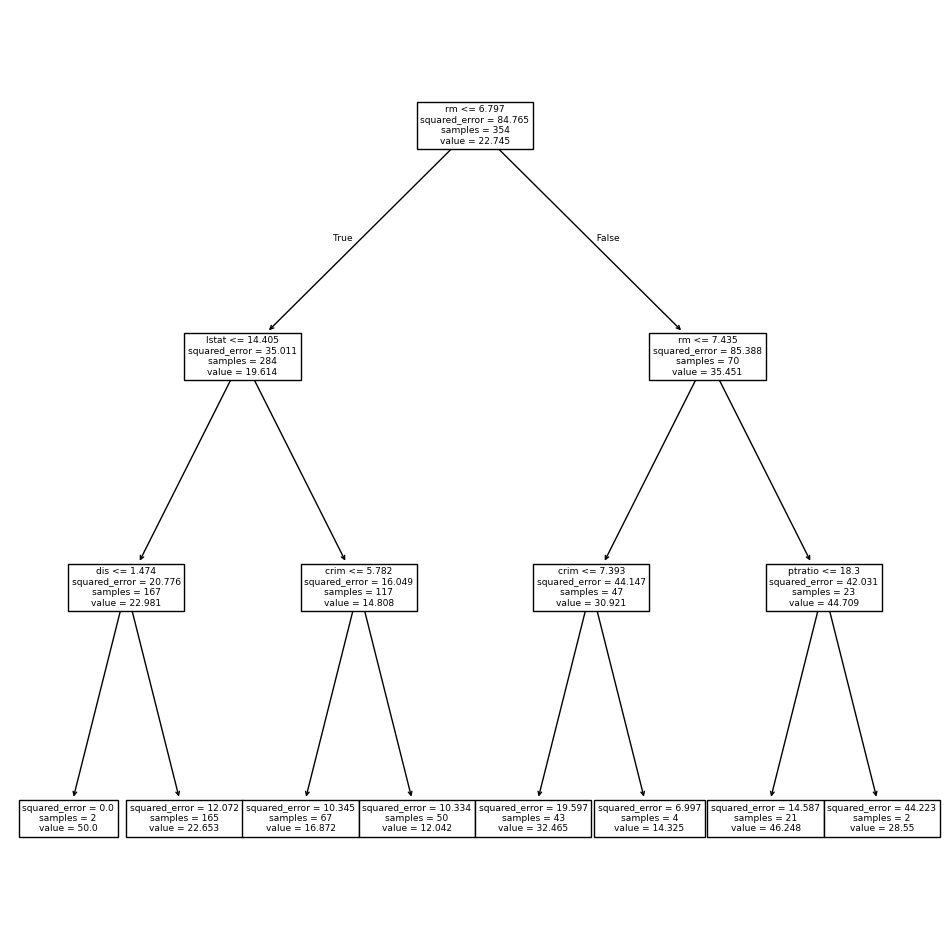 rm <= 6.797
squared_error = 84.765
samples = 354
value = 22.745
True
False
lstat <= 14.405
squared_error = 35.011
samples = 284
value = 19.614
rm <= 7.435
squared_error = 85.388
samples = 70
value = 35.451
dis <= 1.474
squared_error = 20.776
samples = 167
value = 22.981
crim <= 5.782
squared_error = 16.049
samples = 117
value = 14.808
crim <= 7.393
squared_error = 44.147
samples = 47
value = 30.921
ptratio <= 18.3
squared_error = 42.031
samples = 23
value = 44.709
squared_error = 0.0
samples = 2
value = 50.0
squared_error = 12.072
samples = 165
value = 22.653
squared_error = 10.345
samples = 67
value = 16.872
squared_error = 10.334
samples = 50
value = 12.042
squared_error = 19.597
samples = 43
value = 32.465
squared_error = 6.997
samples = 4
value = 14.325
squared_error = 14.587
samples = 21
value = 46.248
squared_error = 44.223
samples = 2
value = 28.55